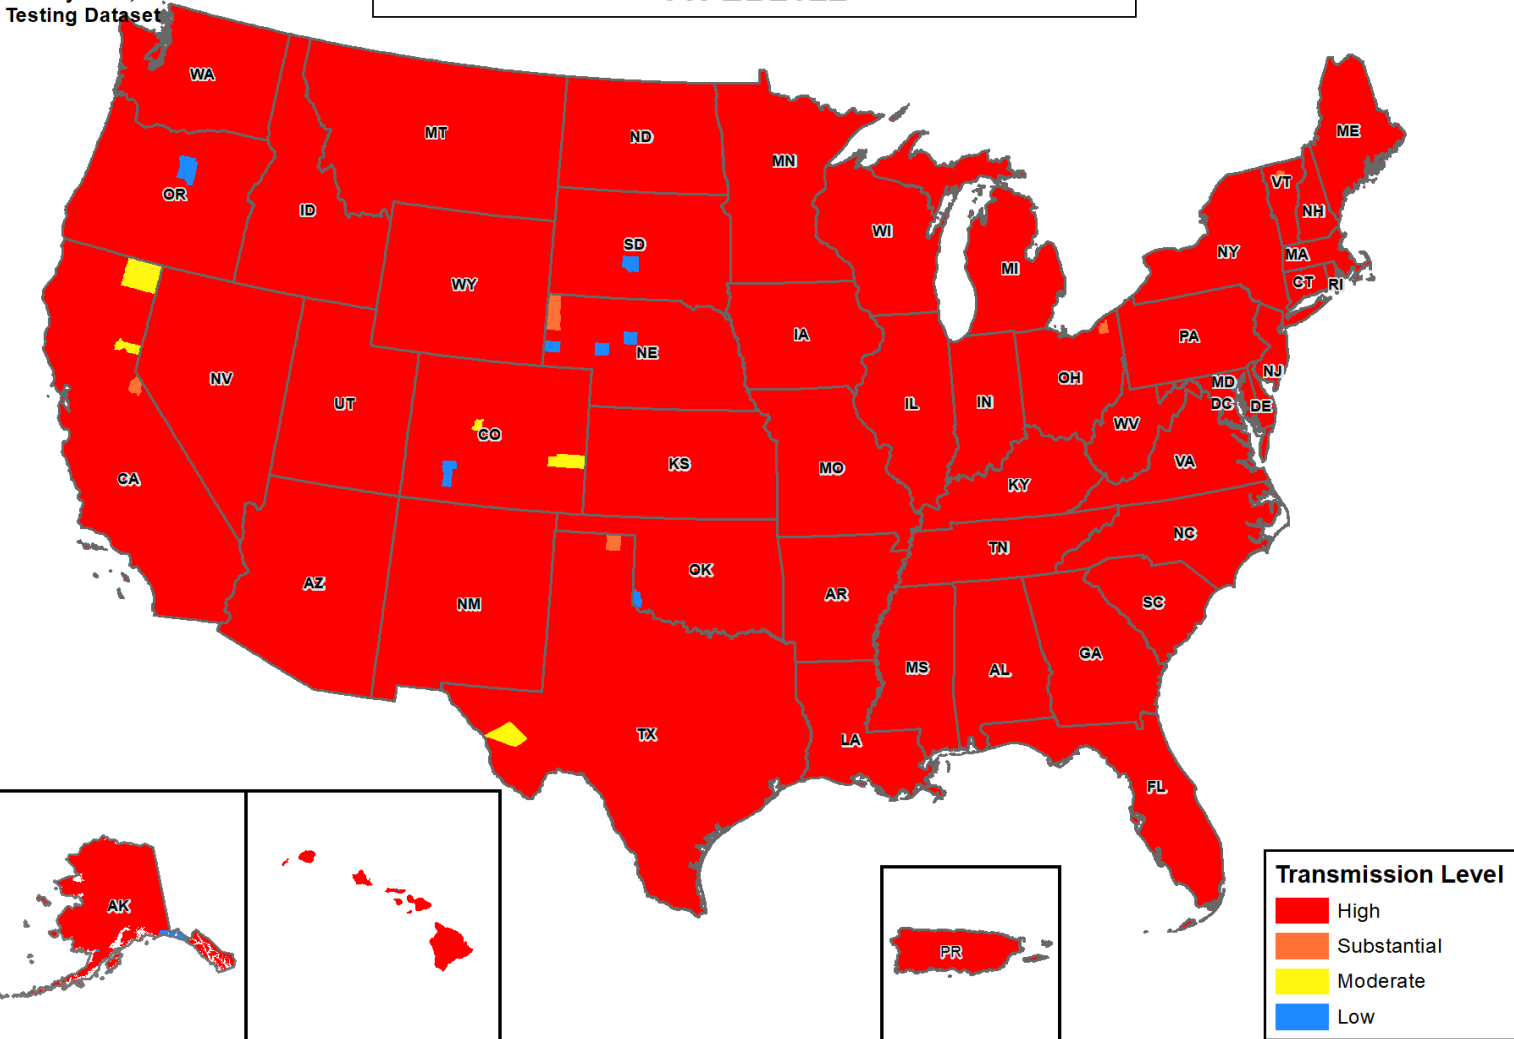 Testing Dataset
WA
MT
ND
MN
ME
OR
ID
VT
NH
WI
SD
NY
MA
MI
WY
CT
RI
IA
PA
NE
NV
UT
OH
NJ
MD
IL
IN
DC
DE
CO
WV
KS
MO
VA
CA
KY
NC
TN
OK
AZ
AR
NM
SC
GA
MS
AL
TX
LA
FL
AK
PR
Transmission Level
High
Substantial
Moderate
Low